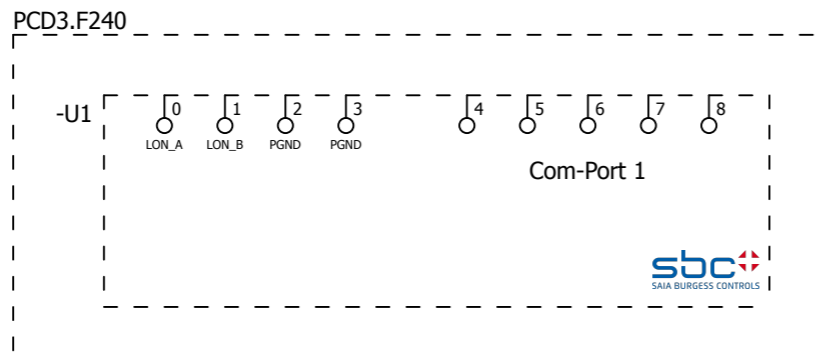 PCD3.F240
-U1
0 1 2 3 4 5 6 7 8
LON_A LON_B PGND PGND
Com-Port 1
sbc
SAIA BURGESS CONTROLS